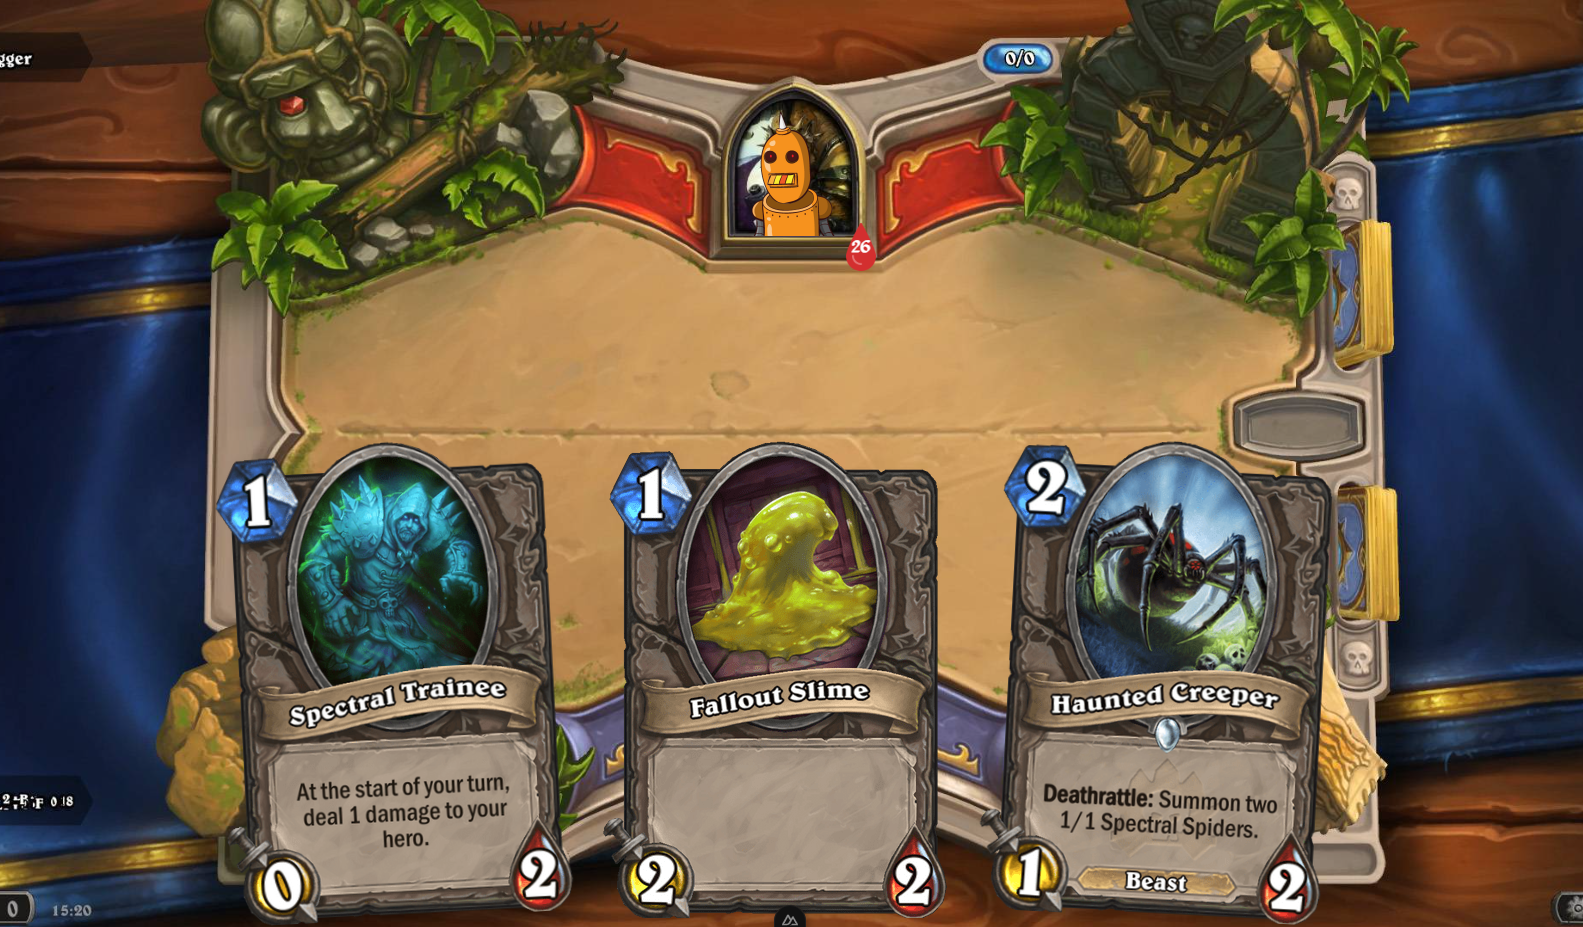 gger
0/0
26
1
1
2
Spectral Trainee
Fallout Slime
Haunted Creeper
At the start of your turn,
deal 1 damage to your
hero.
Deathrattle: Summon two
1/1 Spectral Spiders.
Beast
0
2
2
2
1
2
0
15:20